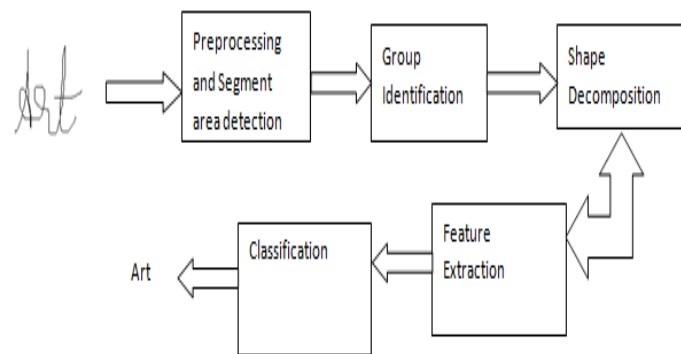 Art
Preprocessing
and Segment
area detection
Group
Identification
Shape
Decomposition
Feature
Extraction
Classification
Art